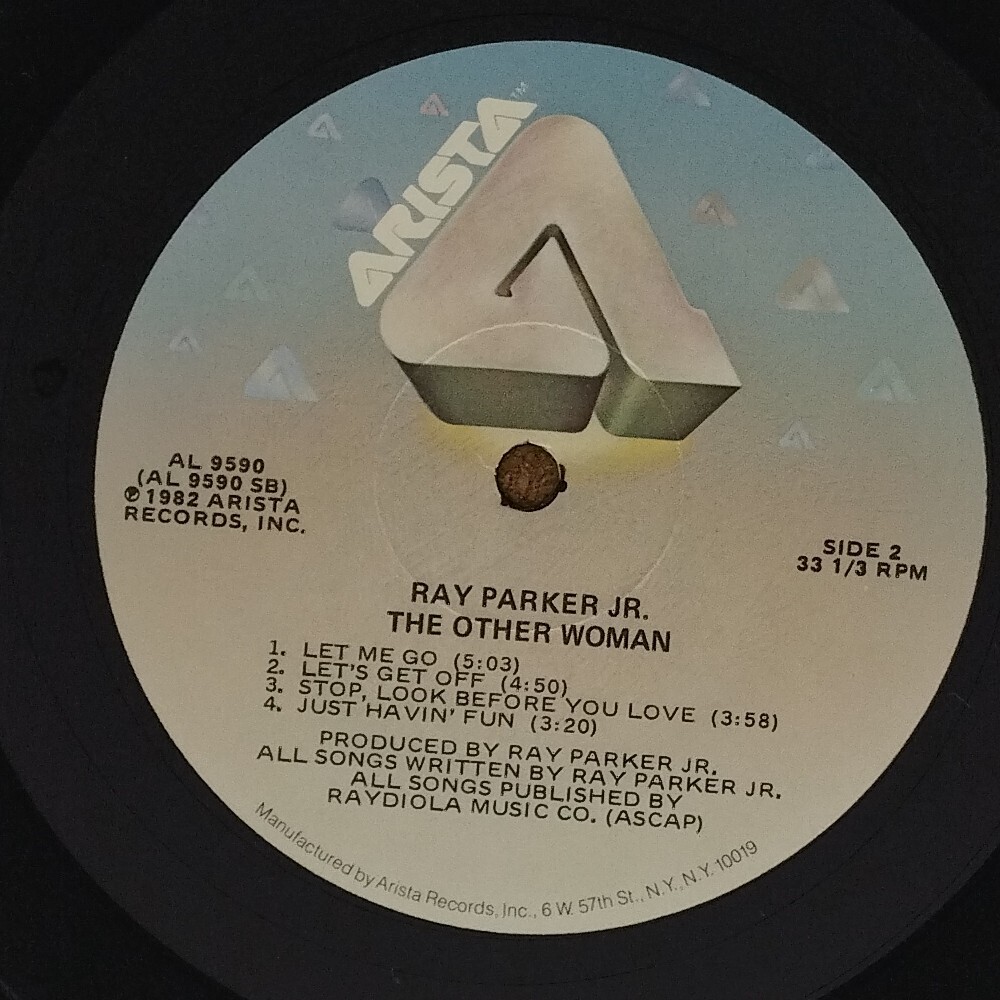 ARISTA™
AL 9590
(AL 9590 SB)
℗ 1982 ARISTA
RECORDS, INC.
SIDE 2
33 1/3 RPM
RAY PARKER JR.
THE OTHER WOMAN
1. LET ME GO (5:03)
2. LET'S GET OFF (4:50)
3. STOP, LOOK BEFORE YOU LOVE (3:58)
4. JUST HAVIN' FUN (3:20)
PRODUCED BY RAY PARKER JR.
ALL SONGS WRITTEN BY RAY PARKER JR.
ALL SONGS PUBLISHED BY
RAYDIOLA MUSIC CO. (ASCAP)
Manufactured by Arista Records, Inc., 6 W. 57th St., N.Y., N.Y. 10019